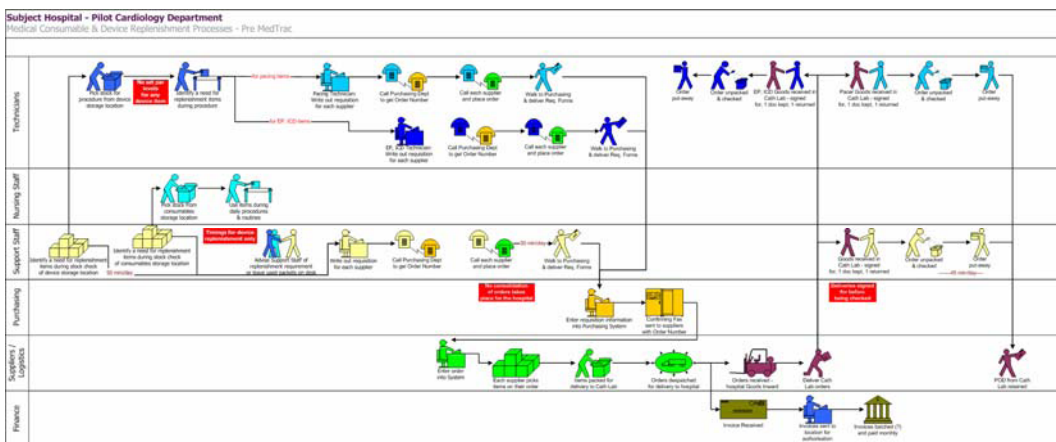 Subject Hospital - Pilot Cardiology Department
Medical Consumable & Device Replenishment Processes - Pre MedTrac
Technicians
Pick stock for
procedure from device
storage location
No set par
levels
for any
device item
Identify a need for
replenishment items
during procedure
As pacing items
Pacing Technician:
Write out requisition
for each supplier
Call Purchasing Dept
to get Order Number
Call each supplier
and place order
Walk to Purchasing
& deliver Req. Forms
As EP, ICD items
EP, ICD Technician:
Write out requisition
for each supplier
Call Purchasing Dept
to get Order Number
Call each supplier
and place order
Walk to Purchasing
& deliver Req. Forms
Order
put-away
Order unpacked
& checked
EP, ICD Goods received in
Cath Lab - signed
for, 1 doc kept, 1 returned
Pacer Goods received in
Cath Lab - signed
for, 1 doc kept, 1 returned
Order unpacked
& checked
Order
put-away
Nursing Staff
Pick stock from
consumables
storage location
Use items during
daily procedures
& routines
Support Staff
Identify a need for replenishment
items during stock check
of device storage location
Identify a need for replenishment
items during stock check
of consumables storage location
Timings for device
replenishment only
Advise support staff of
replenishment requirement
or leave used packets on desk
Write out requisition
for each supplier
Call Purchasing Dept
to get Order Number
Call each supplier
and place order
30 min/day
Walk to Purchasing
& deliver Req. Forms
Goods received in
Cath Lab - signed
for, 1 doc kept, 1 returned
Order unpacked
& checked
Order
put-away
45 min/day
Purchasing
No consolidation
of orders takes
place for the hospital
Enter requisition information
into Purchasing System
Confirming Fax
sent to suppliers
with Order Number
Deliveries signed
for before
being checked
Suppliers /
Logistics
Enter order
into System
Each supplier picks
items on their order
Items packed for
delivery to Cath Lab
Orders despatched
for delivery to hospital
Orders received -
hospital Goods Inward
Deliver Cath
Lab orders
POD from Cath
Lab retained
Finance
Invoice Received
Invoices sent to
location for
authorisation
Invoices batched (?)
and paid monthly